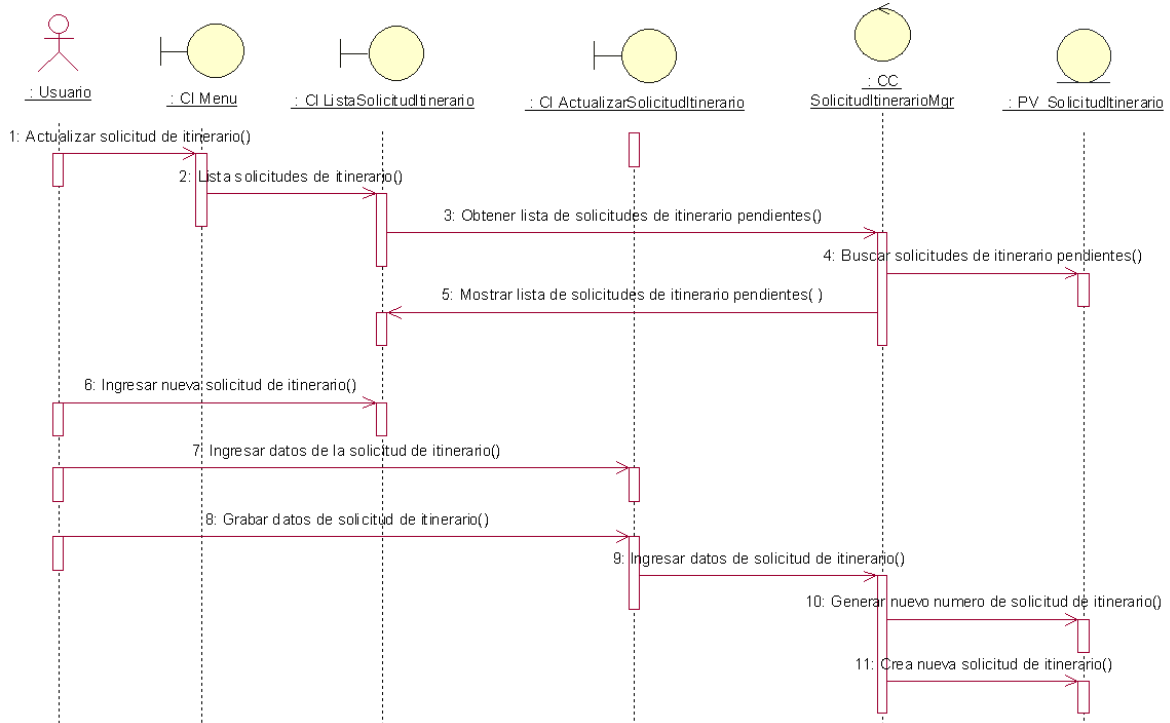 : Usuario
: CI Menu
: CI ListaSolicitudItinerario
: CI ActualizarSolicitudItinerario
: CC
SolicitudItinerarioMgr
: PV_SolicitudItinerario
1: Actualizar solicitud de itinerario()
2: Lista solicitudes de itinerario()
3: Obtener lista de solicitudes de itinerario pendientes()
4: Buscar solicitudes de itinerario pendientes()
5: Mostrar lista de solicitudes de itinerario pendientes( )
6: Ingresar nueva solicitud de itinerario()
7: Ingresar datos de la solicitud de itinerario()
8: Grabar datos de solicitud de itinerario()
9: Ingresar datos de solicitud de itinerario()
10: Generar nuevo numero de solicitud de itinerario()
11: Crea nueva solicitud de itinerario()